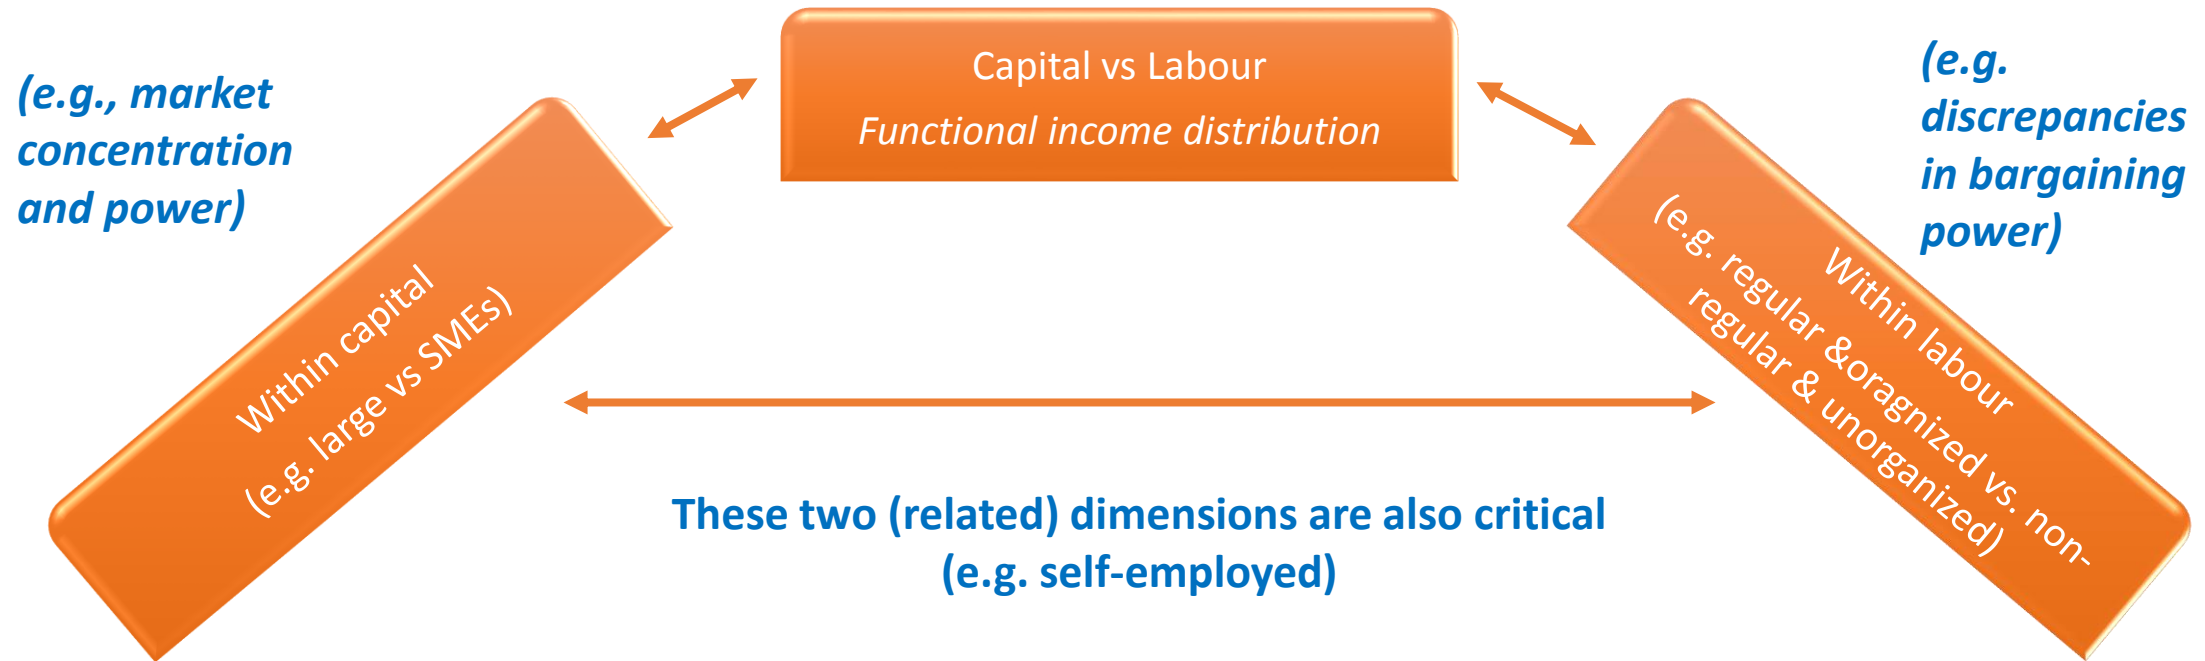 Capital vs Labour
Functional income distribution
(e.g., market
concentration
and power)
(e.g.
discrepancies
in bargaining
power)
Within capital
(e.g. large vs SMEs)
Within labour
(e.g. regular &oragnized vs. non-
regular & unorganized)
These two (related) dimensions are also critical
(e.g. self-employed)